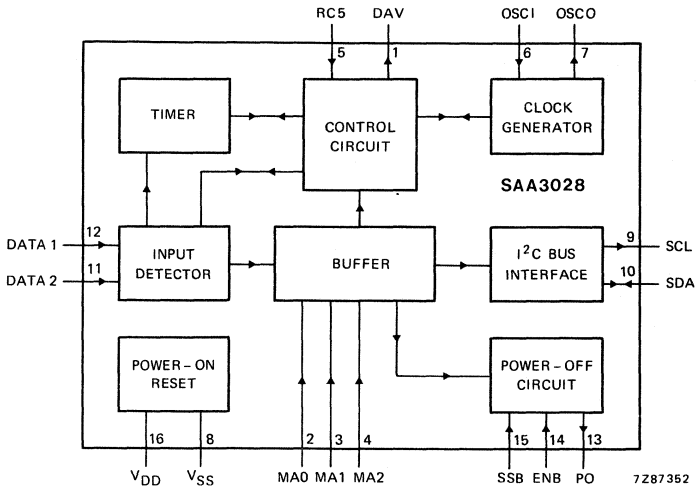 RC5 DAV OSCI OSCO
5 1 6 7
TIMER
CONTROL
CIRCUIT
CLOCK
GENERATOR
SAA3028
DATA 1 12
DATA 2 11
INPUT
DETECTOR
BUFFER
I²C BUS
INTERFACE
9 SCL
10 SDA
POWER-ON
RESET
POWER-OFF
CIRCUIT
16 8 2 3 4 15 14 13
VDD VSS MA0 MA1 MA2 SSB ENB PO
7Z87352